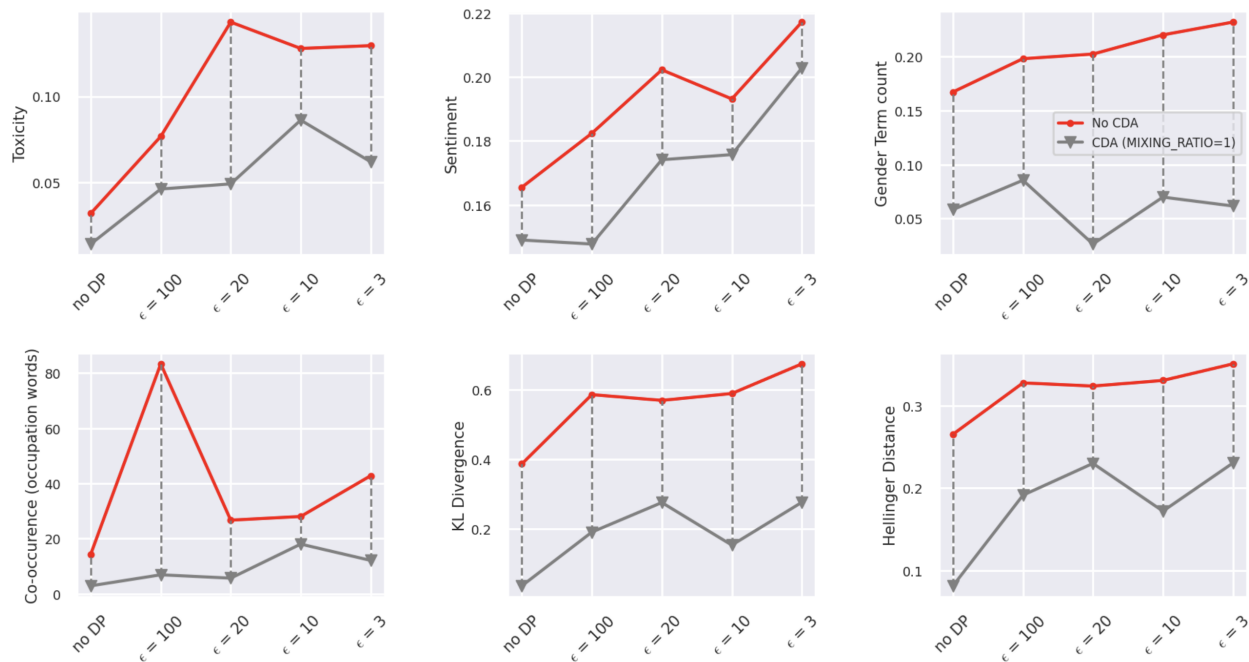 Toxicity
0.10
0.05
no DP
ϵ = 100
ϵ = 20
ϵ = 10
ϵ = 3
Sentiment
0.22
0.20
0.18
0.16
no DP
ϵ = 100
ϵ = 20
ϵ = 10
ϵ = 3
Gender Term count
0.20
0.15
0.10
0.05
No CDA
CDA (MIXING_RATIO=1)
no DP
ϵ = 100
ϵ = 20
ϵ = 10
ϵ = 3
Co-occurrence (occupation words)
80
60
40
20
0
no DP
ϵ = 100
ϵ = 20
ϵ = 10
ϵ = 3
KL Divergence
0.6
0.4
0.2
no DP
ϵ = 100
ϵ = 20
ϵ = 10
ϵ = 3
Hellinger Distance
0.3
0.2
0.1
no DP
ϵ = 100
ϵ = 20
ϵ = 10
ϵ = 3